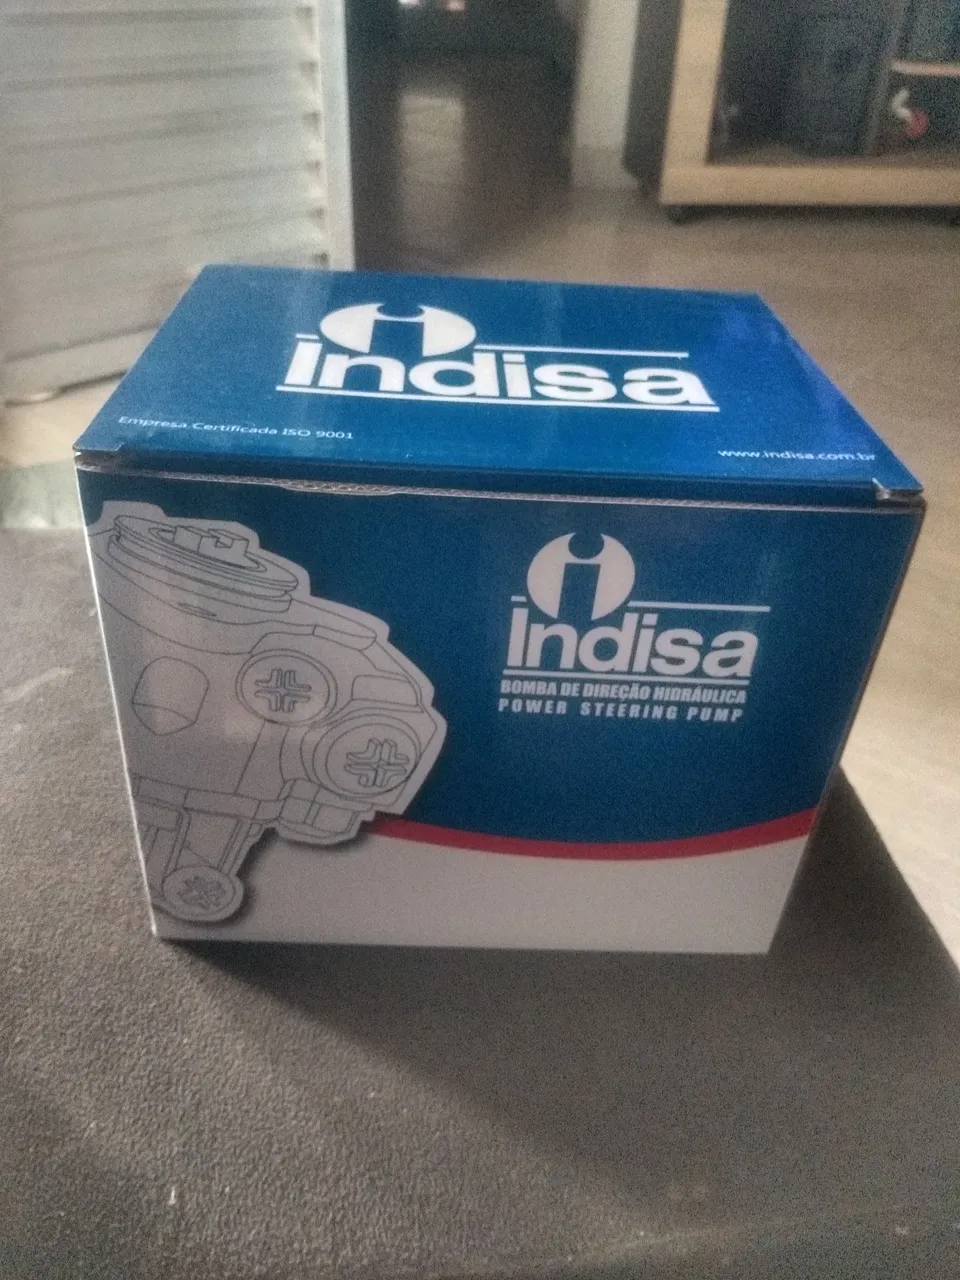 indisa
Empresa Certificada ISO 9001
www.indisa.com.br
indisa
BOMBA DE DIREÇÃO HIDRÁULICA
POWER STEERING PUMP